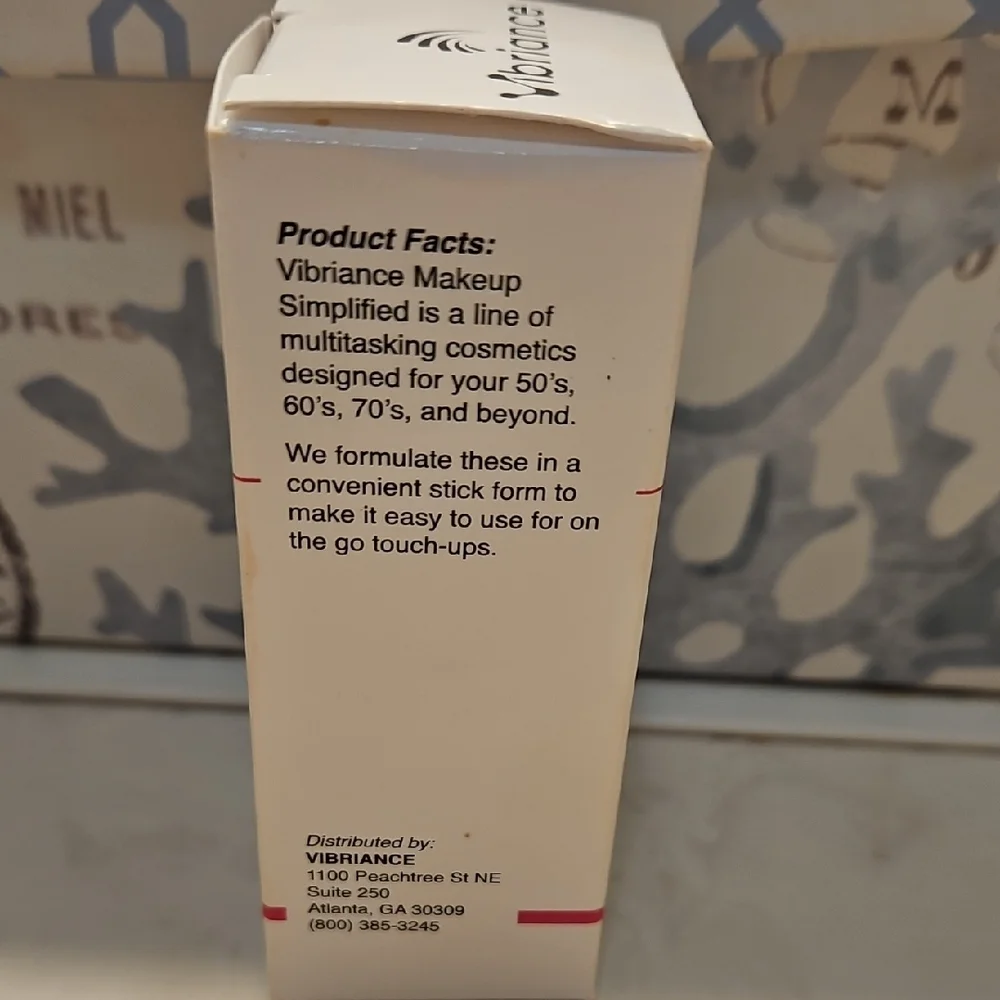 Vibriance
M
MIEL
Product Facts:
Vibriance Makeup
Simplified is a line of
multitasking cosmetics
designed for your 50's,
60's, 70's, and beyond.
We formulate these in a
convenient stick form to
make it easy to use for on
the go touch-ups.
Distributed by:
VIBRIANCE
1100 Peachtree St NE
Suite 250
Atlanta, GA 30309
(800) 385-3245